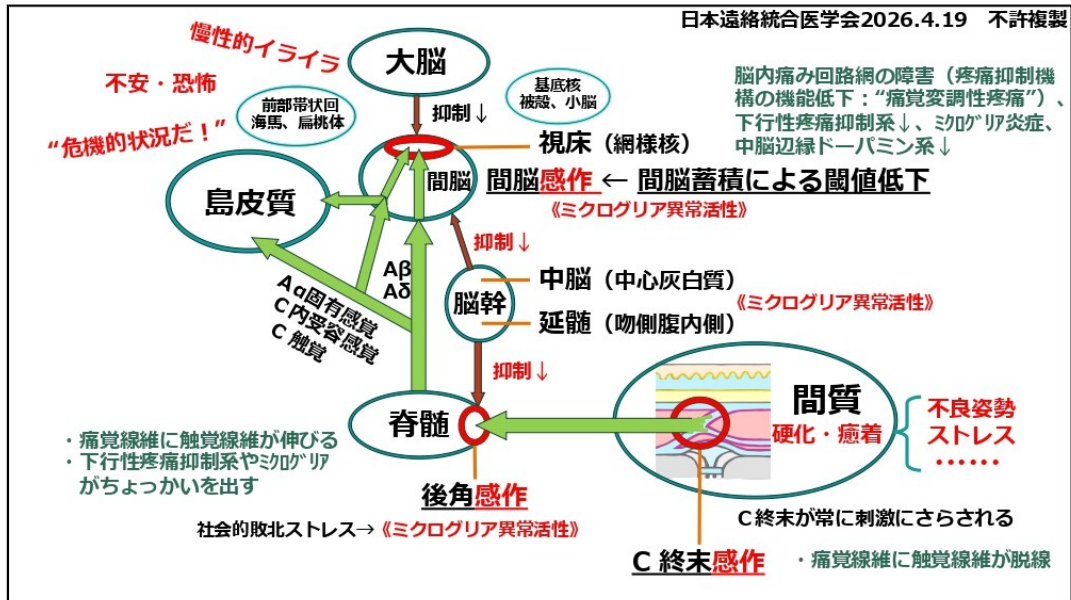 日本遠絡統合医学会2026.4.19　不許複製
慢性的イライラ
大脳
不安・恐怖
前部帯状回
海馬、扁桃体
基底核
被殻、小脳
抑制↓
脳内痛み回路網の障害（疼痛抑制機
構の機能低下：“痛覚変調性疼痛”）、
下行性疼痛抑制系↓、ミクログリア炎症、
中脳辺縁ドーパミン系↓
“危機的状況だ！”
視床（網様核）
間脳
間脳感作 ← 間脳蓄積による閾値低下
《ミクログリア異常活性》
島皮質
抑制↓
Aβ
Aδ
脳幹
中脳（中心灰白質）
《ミクログリア異常活性》
延髄（吻側腹内側）
Aα固有感覚
C内受容感覚
C 触覚
抑制↓
間質
硬化・癒着
不良姿勢
ストレス
……
脊髄
・痛覚線維に触覚線維が伸びる
・下行性疼痛抑制系やミクログリア
がちょっかいを出す
後角感作
社会的敗北ストレス→《ミクログリア異常活性》
C終末が常に刺激にさらされる
C 終末感作
・痛覚線維に触覚線維が脱線